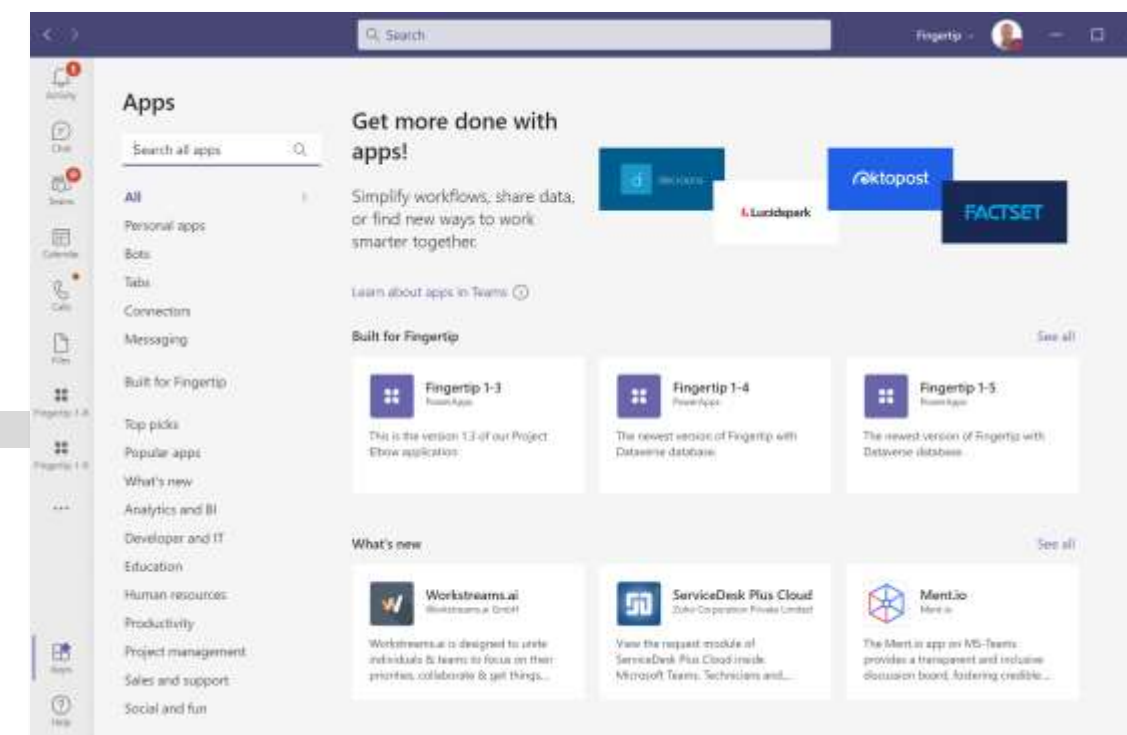 Search
Fingertip
1
Activity
Chat
Teams
Calendar
Calls
Files
Fingertip 1-8
Fingertip 1-8
...
Apps
Help
Apps
Search all apps
All
Personal apps
Bots
Tabs
Connectors
Messaging
Built for Fingertip
Top picks
Popular apps
What's new
Analytics and BI
Developer and IT
Education
Human resources
Productivity
Project management
Sales and support
Social and fun
Get more done with
apps!
Simplify workflows, share data,
or find new ways to work
smarter together.
Learn about apps in Teams
d decisions
Lucidspark
oktopost
FACTSET
Built for Fingertip
See all
Fingertip 1-3
PowerApps
This is the version 1.3 of our Project
Elbow application
Fingertip 1-4
PowerApps
The newest version of Fingertip with
Dataverse database.
Fingertip 1-5
PowerApps
The newest version of Fingertip with
Dataverse database
What's new
See all
Workstreams.ai
Workstreams.ai GmbH
Workstreams.ai is designed to unite
individuals & teams to focus on their
priorities, collaborate & get things...
ServiceDesk Plus Cloud
Zoho Corporation Private Limited
View the request module of
ServiceDesk Plus Cloud inside
Microsoft Teams. Technicians and...
Ment.io
Ment.io
The Ment.io app on MS-Teams
provides a transparent and inclusive
discussion board, fostering credible...